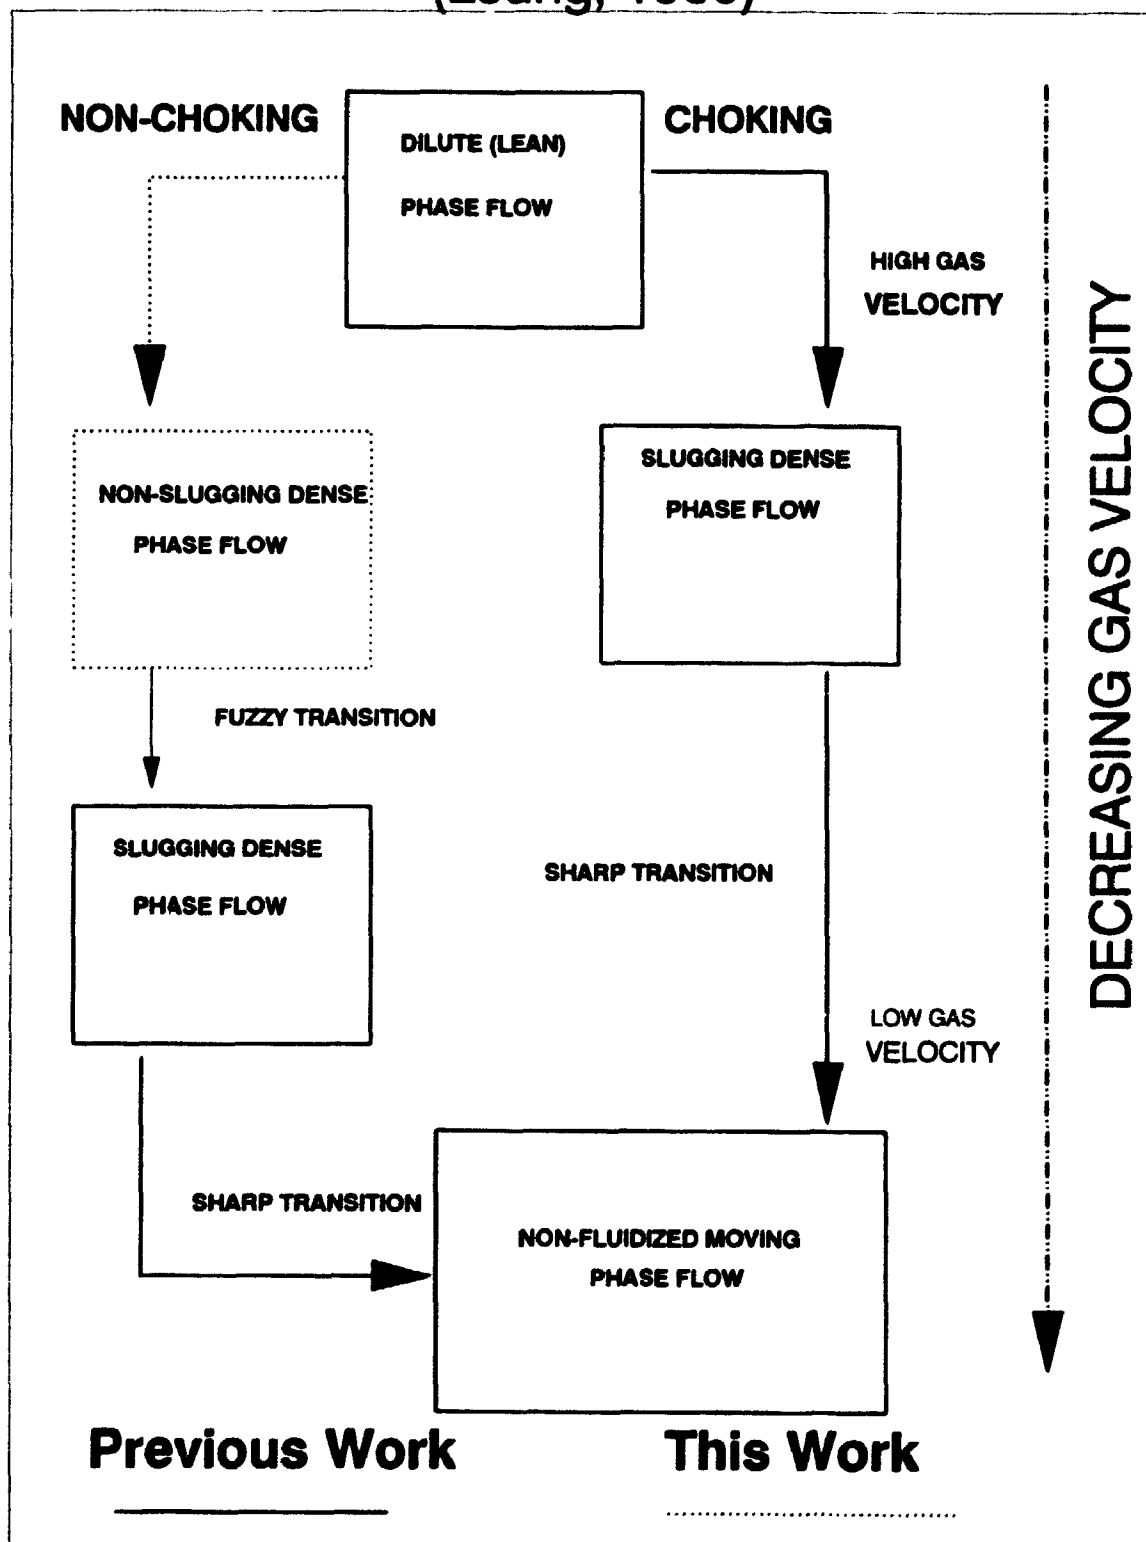 NON-CHOKING
DILUTE (LEAN)
PHASE FLOW
CHOKING
HIGH GAS
VELOCITY
NON-SLUGGING DENSE
PHASE FLOW
SLUGGING DENSE
PHASE FLOW
FUZZY TRANSITION
SLUGGING DENSE
PHASE FLOW
SHARP TRANSITION
LOW GAS
VELOCITY
SHARP TRANSITION
NON-FLUIDIZED MOVING
PHASE FLOW
DECREASING GAS VELOCITY
Previous Work
This Work